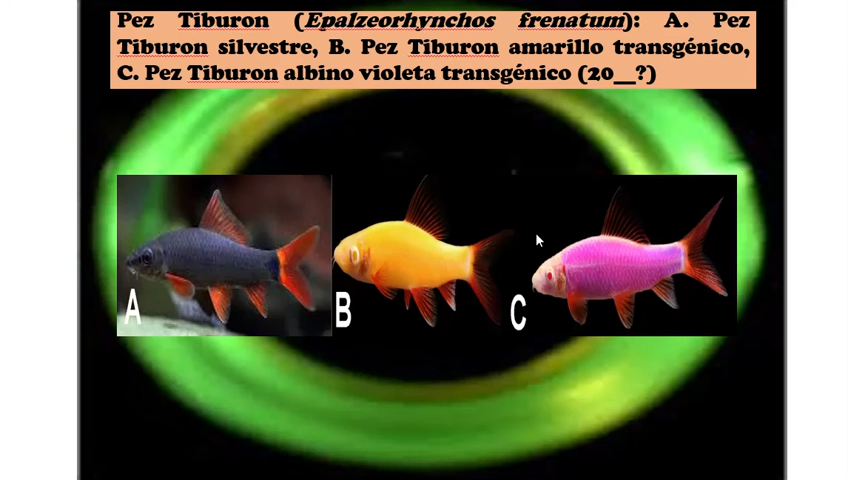 Pez Tiburon (Epalzeorhynchos frenatum): A. Pez
Tiburon silvestre, B. Pez Tiburon amarillo transgénico,
C. Pez Tiburon albino violeta transgénico (20__?)
A
B
C